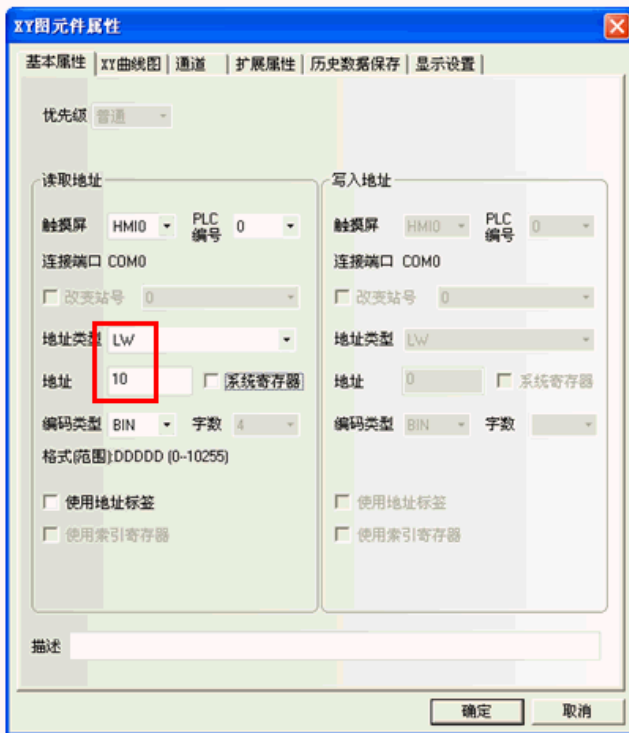 XY图元件属性
基本属性 XY曲线图 通道 扩展属性 历史数据保存 显示设置
优先级 普通
读取地址
触摸屏 HMI0 PLC编号 0
连接端口 COM0
改变站号 0
地址类型 LW
地址 10 系统寄存器
编码类型 BIN 字数 4
格式(范围):DDDDD (0~10255)
使用地址标签
使用索引寄存器
写入地址
触摸屏 HMI0 PLC编号 0
连接端口 COM0
改变站号 0
地址类型 LW
地址 0 系统寄存器
编码类型 BIN 字数
使用地址标签
使用索引寄存器
描述
确定 取消